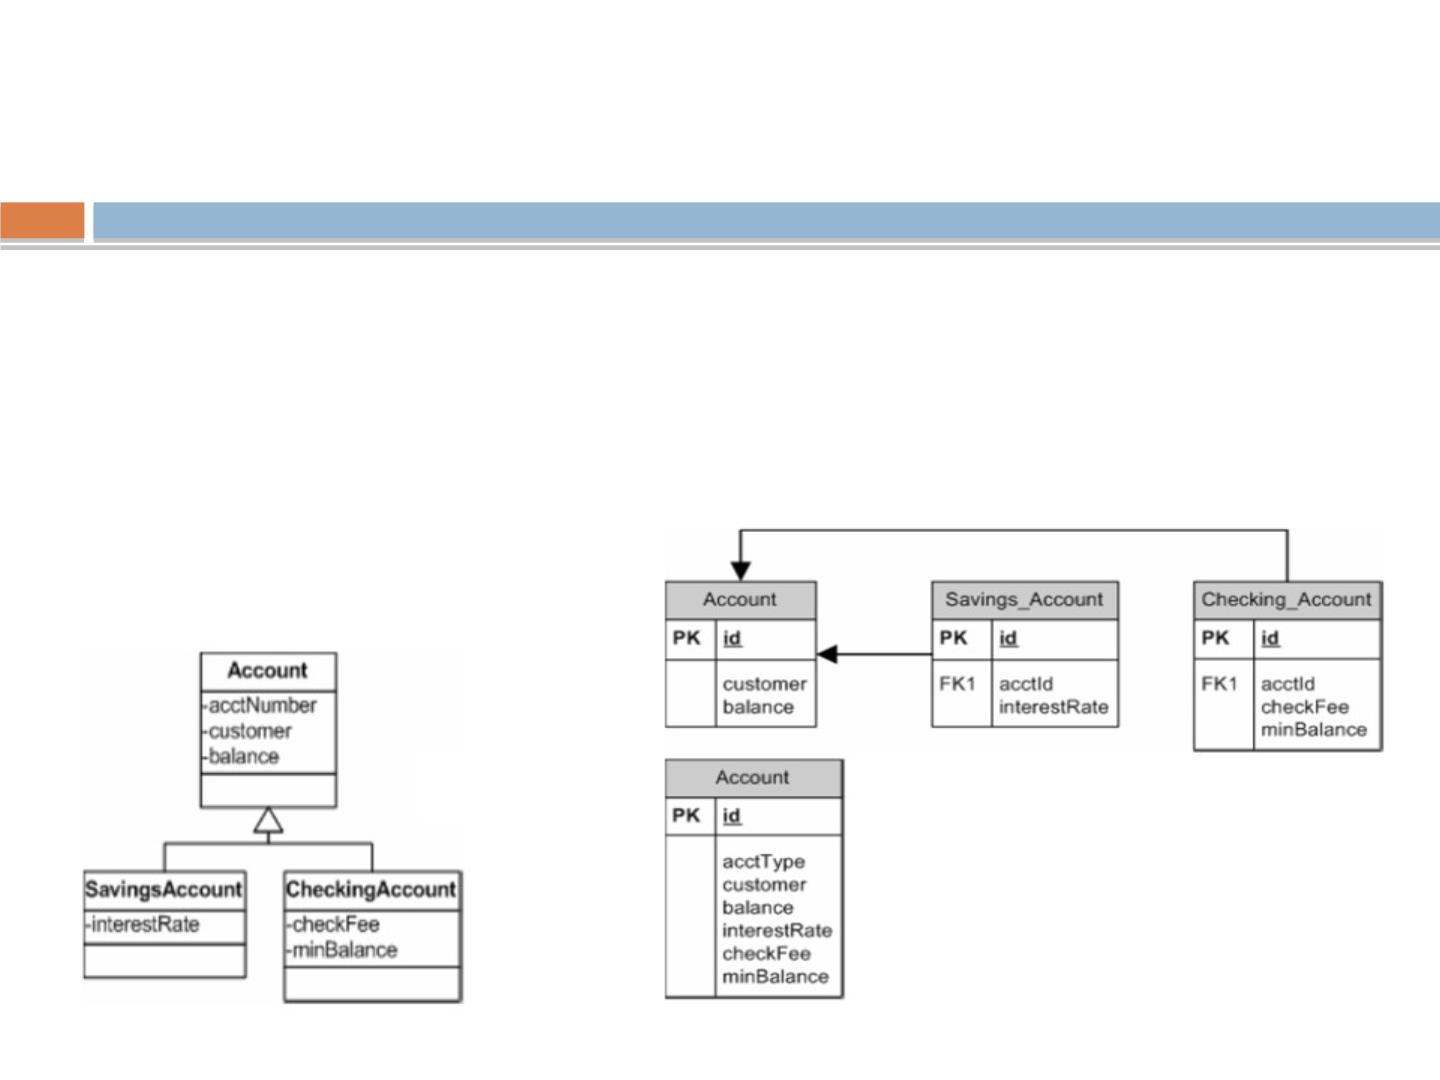 Account
-acctNumber
-customer
-balance
SavingsAccount
-interestRate
CheckingAccount
-checkFee
-minBalance
Account
PK id
customer
balance
Savings_Account
PK id
FK1 acctId
interestRate
Checking_Account
PK id
FK1 acctId
checkFee
minBalance
Account
PK id
acctType
customer
balance
interestRate
checkFee
minBalance